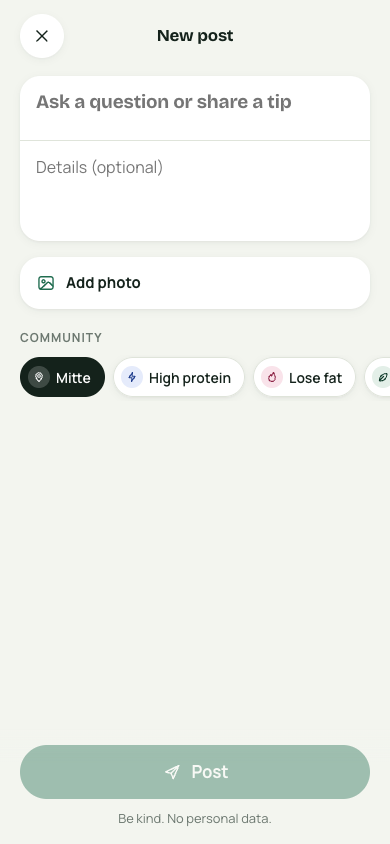 New post
Ask a question or share a tip
Details (optional)
Add photo
COMMUNITY
Mitte
High protein
Lose fat
Post
Be kind. No personal data.